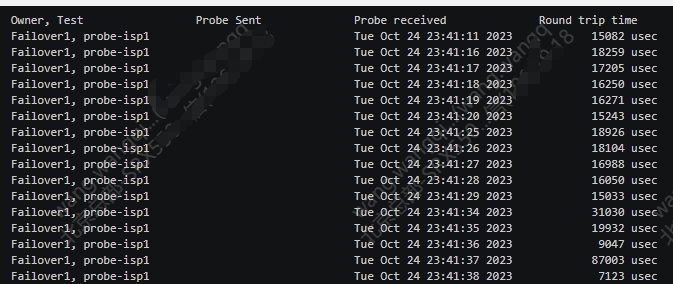 Owner, Test Probe Sent Probe received Round trip time
Failover1, probe-isp1 Tue Oct 24 23:41:11 2023 15082 usec
Failover1, probe-isp1 Tue Oct 24 23:41:16 2023 18259 usec
Failover1, probe-isp1 Tue Oct 24 23:41:17 2023 17205 usec
Failover1, probe-isp1 Tue Oct 24 23:41:18 2023 16250 usec
Failover1, probe-isp1 Tue Oct 24 23:41:19 2023 16271 usec
Failover1, probe-isp1 Tue Oct 24 23:41:20 2023 15243 usec
Failover1, probe-isp1 Tue Oct 24 23:41:25 2023 18926 usec
Failover1, probe-isp1 Tue Oct 24 23:41:26 2023 18104 usec
Failover1, probe-isp1 Tue Oct 24 23:41:27 2023 16988 usec
Failover1, probe-isp1 Tue Oct 24 23:41:28 2023 16050 usec
Failover1, probe-isp1 Tue Oct 24 23:41:29 2023 15033 usec
Failover1, probe-isp1 Tue Oct 24 23:41:34 2023 31030 usec
Failover1, probe-isp1 Tue Oct 24 23:41:35 2023 19932 usec
Failover1, probe-isp1 Tue Oct 24 23:41:36 2023 9047 usec
Failover1, probe-isp1 Tue Oct 24 23:41:37 2023 87003 usec
Failover1, probe-isp1 Tue Oct 24 23:41:38 2023 7123 usec